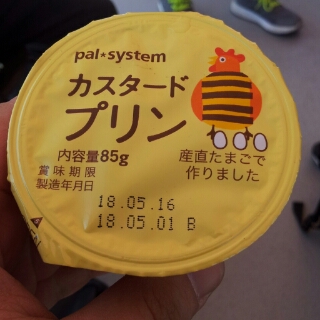 pal★system
カスタード
プリン
内容量85g
賞味期限
製造年月日
産直たまごで
作りました
18.05.16
18.05.01 B